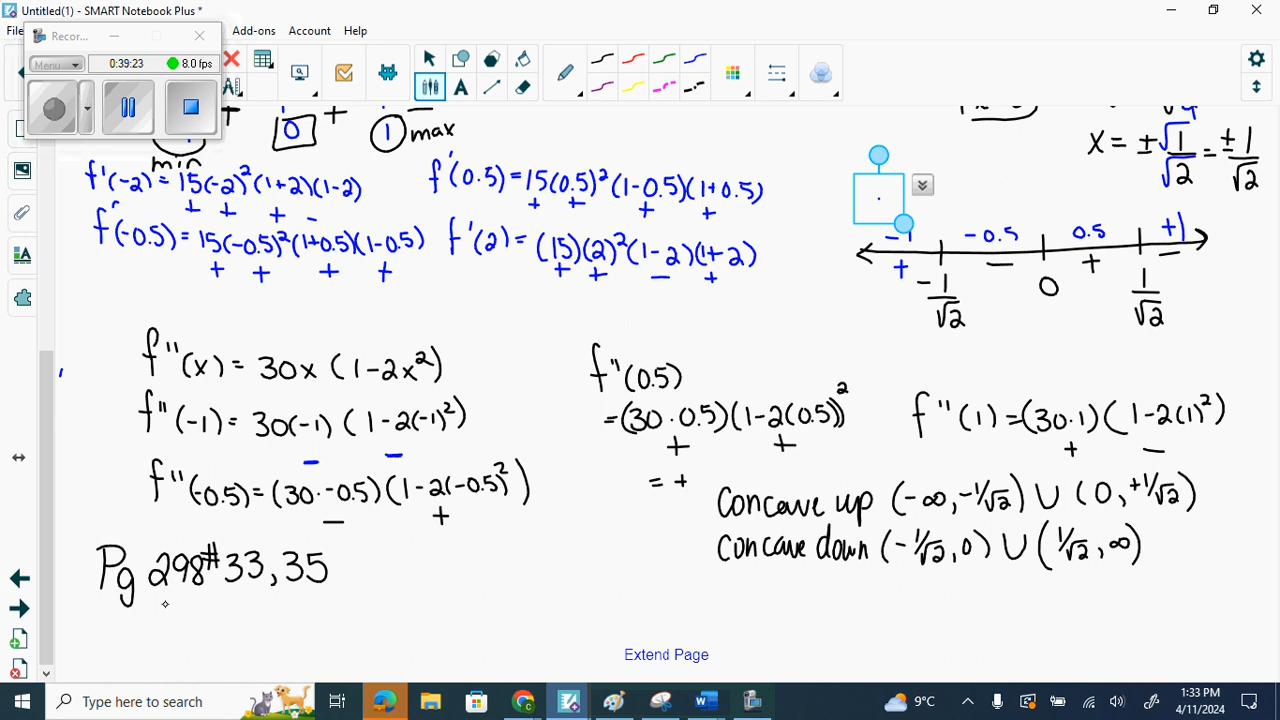 Untitled(1) - SMART Notebook Plus *
File Add-ons Account Help
Recor...
Menu 0:39:23 8.0 fps
min 0 + 1 max
f'(-2) = 15(-2)²(1+2)(1-2)
+ + + -
f'(-0.5) = 15(-0.5)²(1+0.5)(1-0.5)
+ + + +
f'(0.5) = 15(0.5)²(1-0.5)(1+0.5)
+ + + +
f'(2) = (15)(2)²(1-2)(1+2)
+ + - +
x = ± √1/√2 = ± 1/√2
-1 -0.5 0.5 +1
+ - + -
-1/√2 0 1/√2
f''(x) = 30x (1-2x²)
f''(-1) = 30(-1) (1-2(-1)²)
- -
f''(-0.5) = (30·-0.5)(1-2(-0.5)²)
- +
f''(0.5)
=(30·0.5)(1-2(0.5))²
+ +
= +
f''(1) =(30·1)(1-2(1)²)
+ -
Concave up (-∞,-1/√2) ∪ (0,+1/√2)
concave down (-1/√2,0) ∪ (1/√2,∞)
Pg 298 # 33, 35
Extend Page
Type here to search
9°C
1:33 PM
4/11/2024